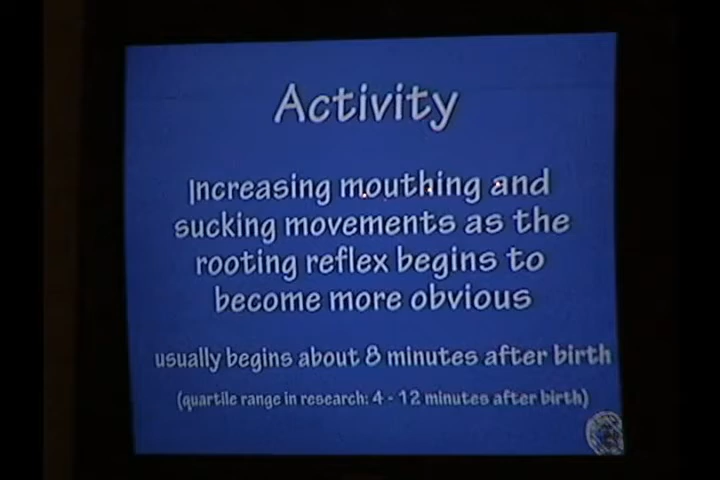 Activity
Increasing mouthing and
sucking movements as the
rooting reflex begins to
become more obvious
usually begins about 8 minutes after birth
(quartile range in research: 4 - 12 minutes after birth)